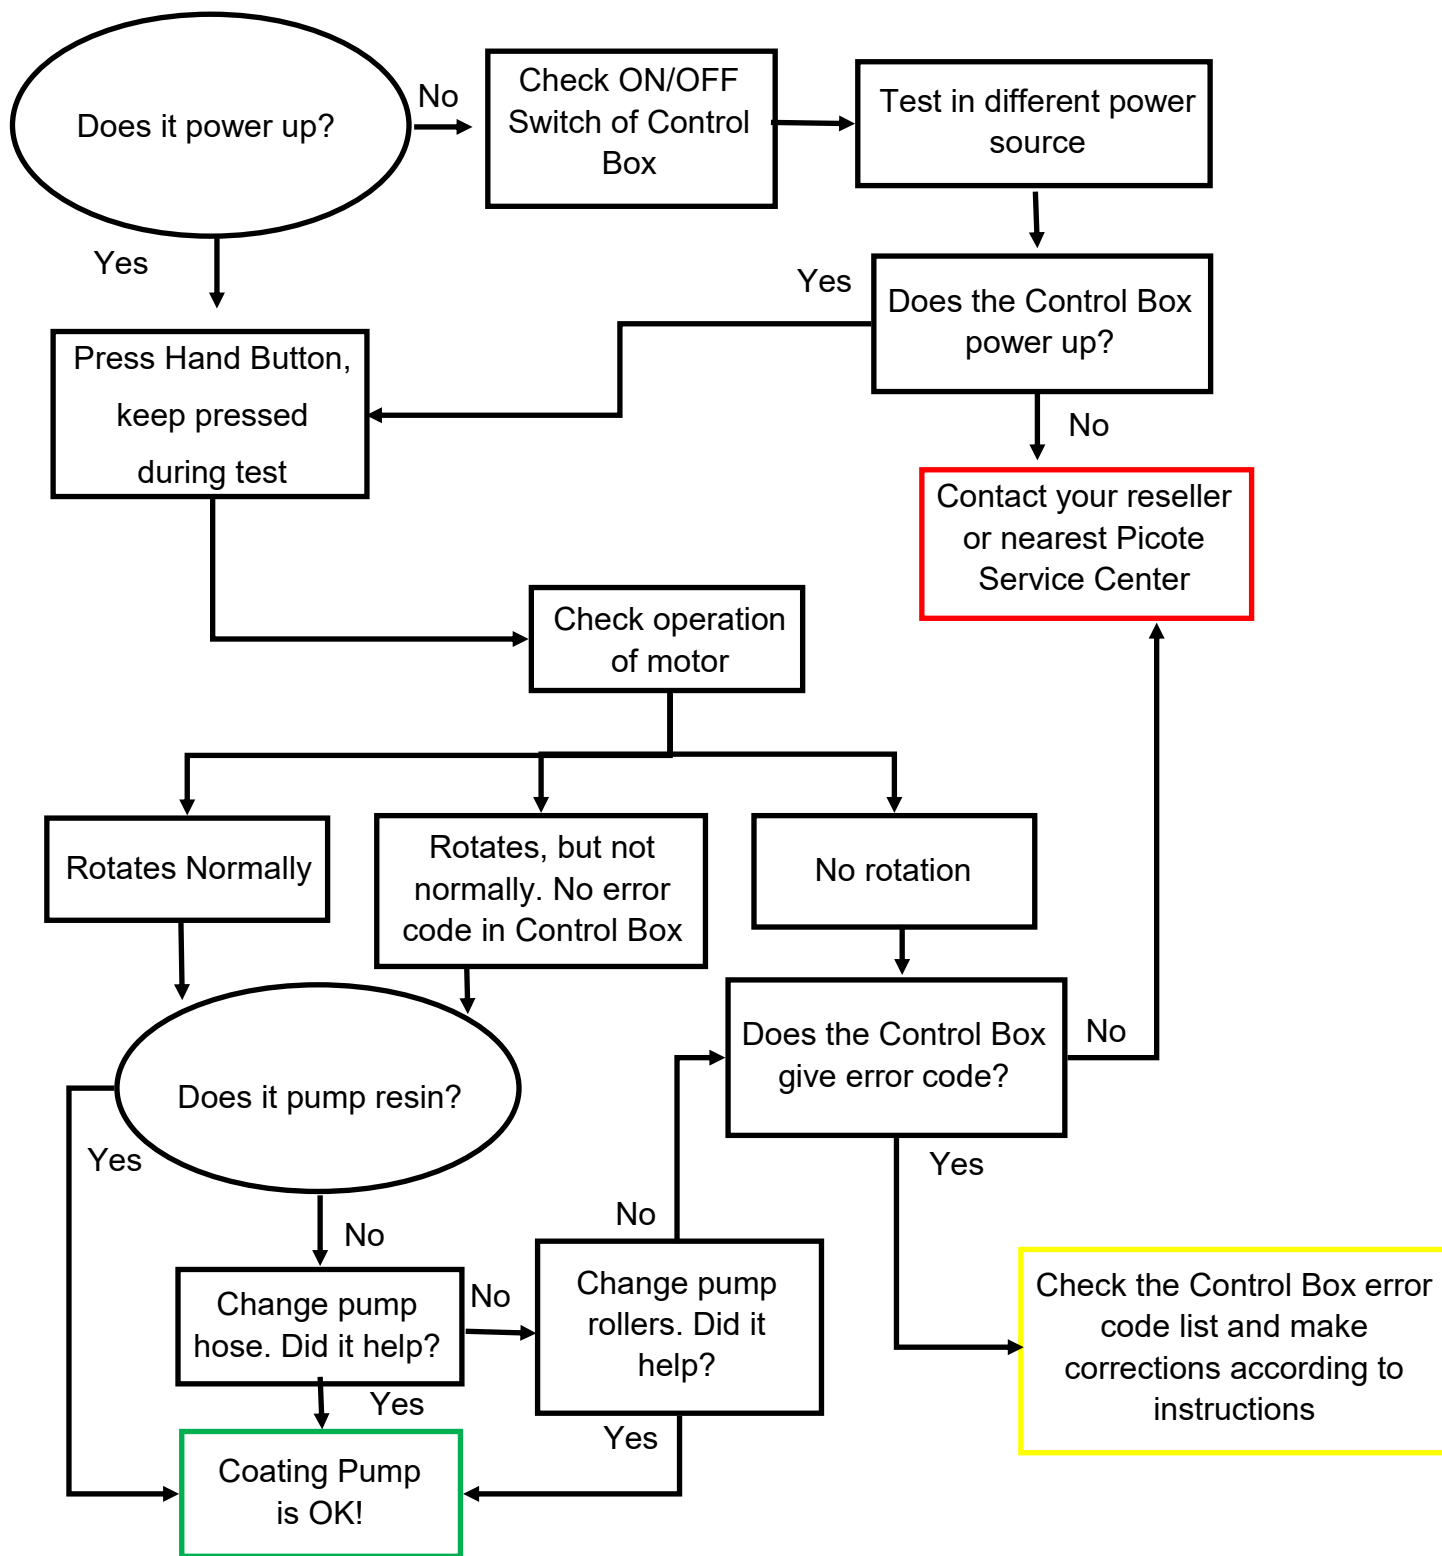 Does it power up?
No
Check ON/OFF
Switch of Control
Box
Test in different power
source
Yes
Yes
Does the Control Box
power up?
Press Hand Button,
keep pressed
during test
No
Contact your reseller
or nearest Picote
Service Center
Check operation
of motor
Rotates Normally
Rotates, but not
normally. No error
code in Control Box
No rotation
Does the Control Box
give error code?
No
Does it pump resin?
Yes
Yes
No
No
Change pump
hose. Did it help?
No
Change pump
rollers. Did it
help?
Check the Control Box error
code list and make
corrections according to
instructions
Yes
Yes
Coating Pump
is OK!